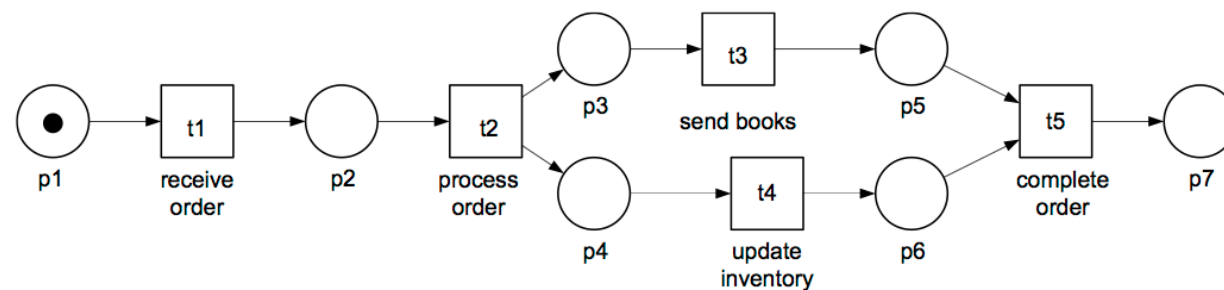 p1
t1
receive
order
p2
t2
process
order
p3
t3
send books
p5
p4
t4
update
inventory
p6
t5
complete
order
p7